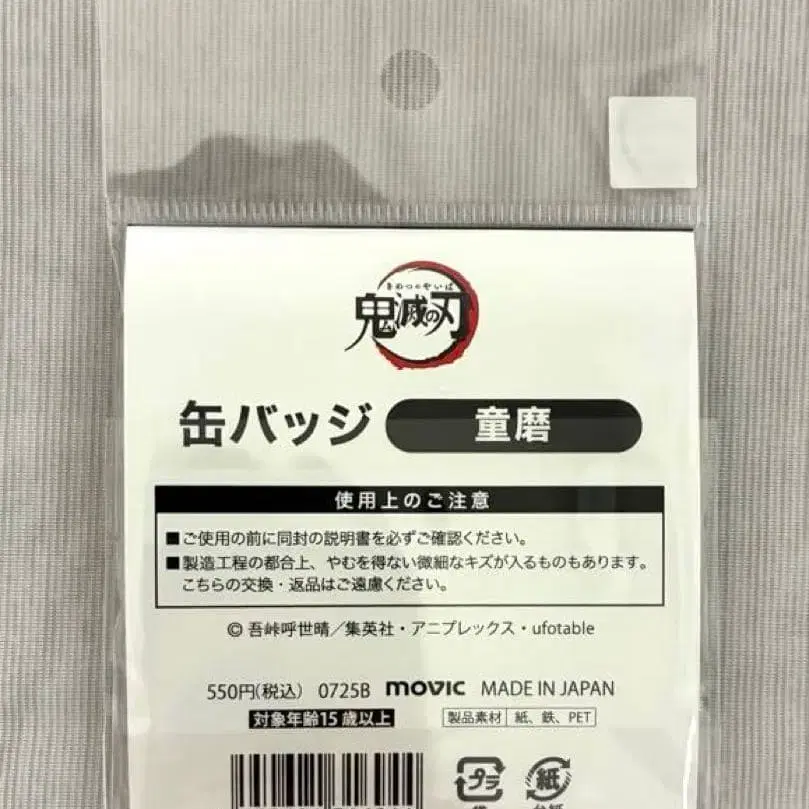 きめつのやいば
鬼滅の刃
缶バッジ 童磨
使用上のご注意
■ご使用の前に同封の説明書を必ずご確認ください。
■製造工程の都合上、やむを得ない微細なキズが入るものもあります。
こちらの交換・返品はご遠慮ください。
© 吾峠呼世晴／集英社・アニプレックス・ufotable
550円(税込) 0725B movic MADE IN JAPAN
対象年齢15歳以上 製品素材 紙、鉄、PET
プラ 紙